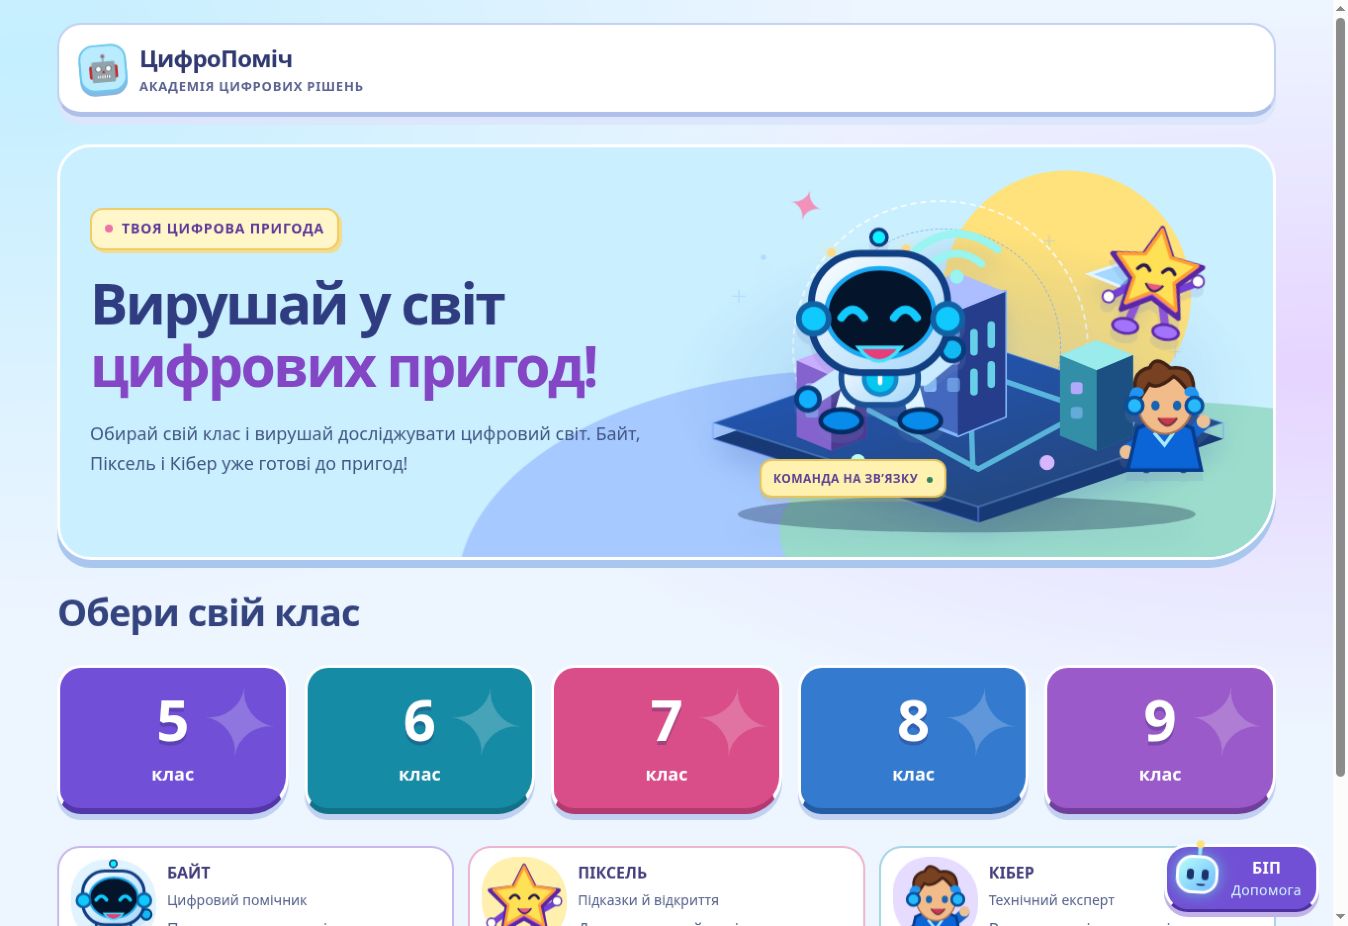 ЦифроПоміч
АКАДЕМІЯ ЦИФРОВИХ РІШЕНЬ
ТВОЯ ЦИФРОВА ПРИГОДА
Вирушай у світ
цифрових пригод!
Обирай свій клас і вирушай досліджувати цифровий світ. Байт,
Піксель і Кібер уже готові до пригод!
КОМАНДА НА ЗВ'ЯЗКУ
Обери свій клас
5
клас
6
клас
7
клас
8
клас
9
клас
БАЙТ
Цифровий помічник
ПІКСЕЛЬ
Підказки й відкриття
КІБЕР
Технічний експерт
БІП
Допомога